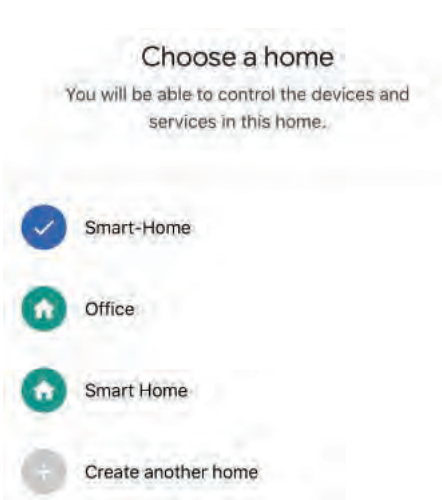 Choose a home
You will be able to control the devices and
services in this home.
Smart-Home
Office
Smart Home
Create another home